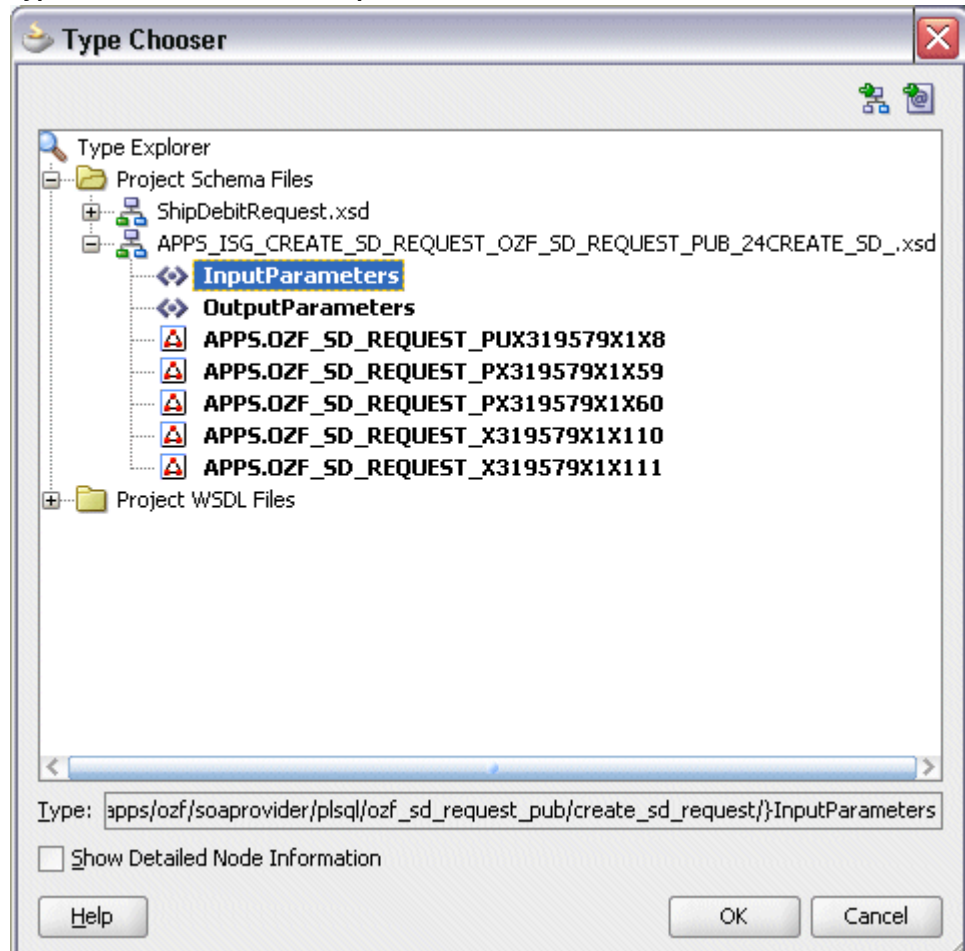 Type Chooser
Type Explorer
Project Schema Files
ShipDebitRequest.xsd
APPS_ISG_CREATE_SD_REQUEST_OZF_SD_REQUEST_PUB_24CREATE_SD_.xsd
InputParameters
OutputParameters
APPS.OZF_SD_REQUEST_PUX319579X1X8
APPS.OZF_SD_REQUEST_PX319579X1X59
APPS.OZF_SD_REQUEST_PX319579X1X60
APPS.OZF_SD_REQUEST_X319579X1X110
APPS.OZF_SD_REQUEST_X319579X1X111
Project WSDL Files
Type: apps/ozf/soaprovider/plsql/ozf_sd_request_pub/create_sd_request/}InputParameters
Show Detailed Node Information
Help OK Cancel